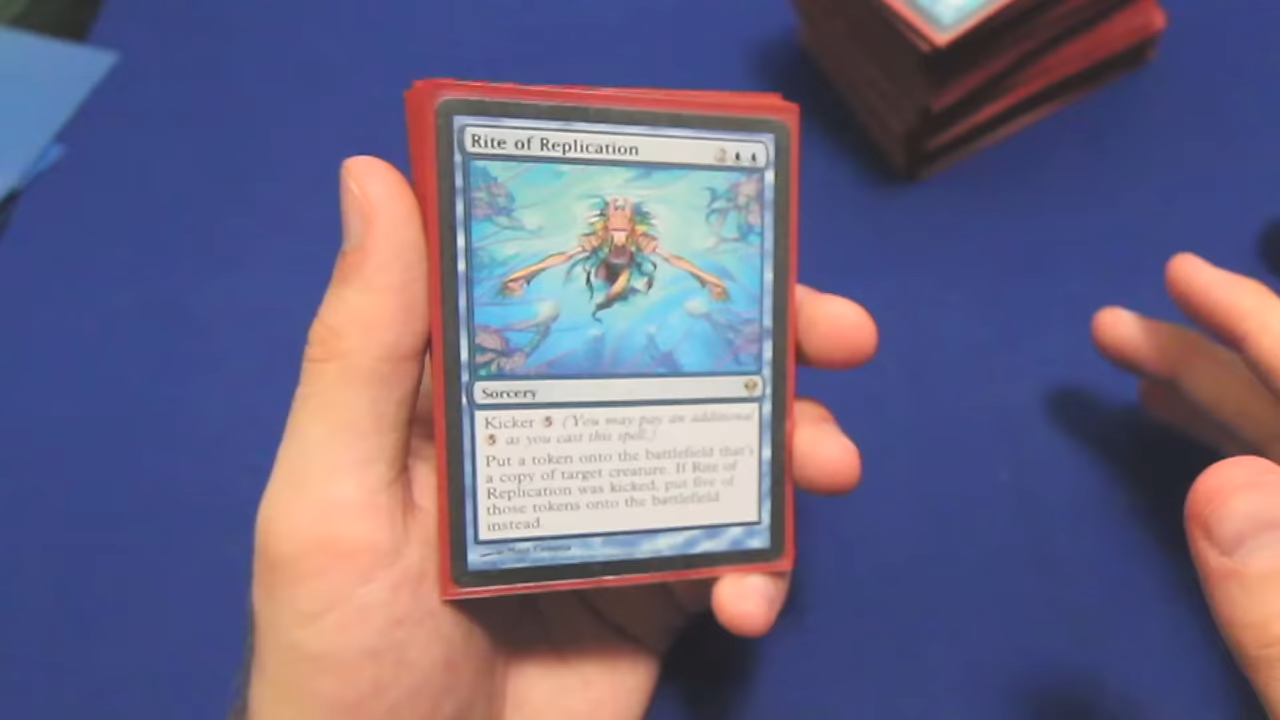 Rite of Replication
2
Sorcery
Kicker 5 (You may pay an additional
5 as you cast this spell.)
Put a token onto the battlefield that's
a copy of target creature. If Rite of
Replication was kicked, put five of
those tokens onto the battlefield
instead.